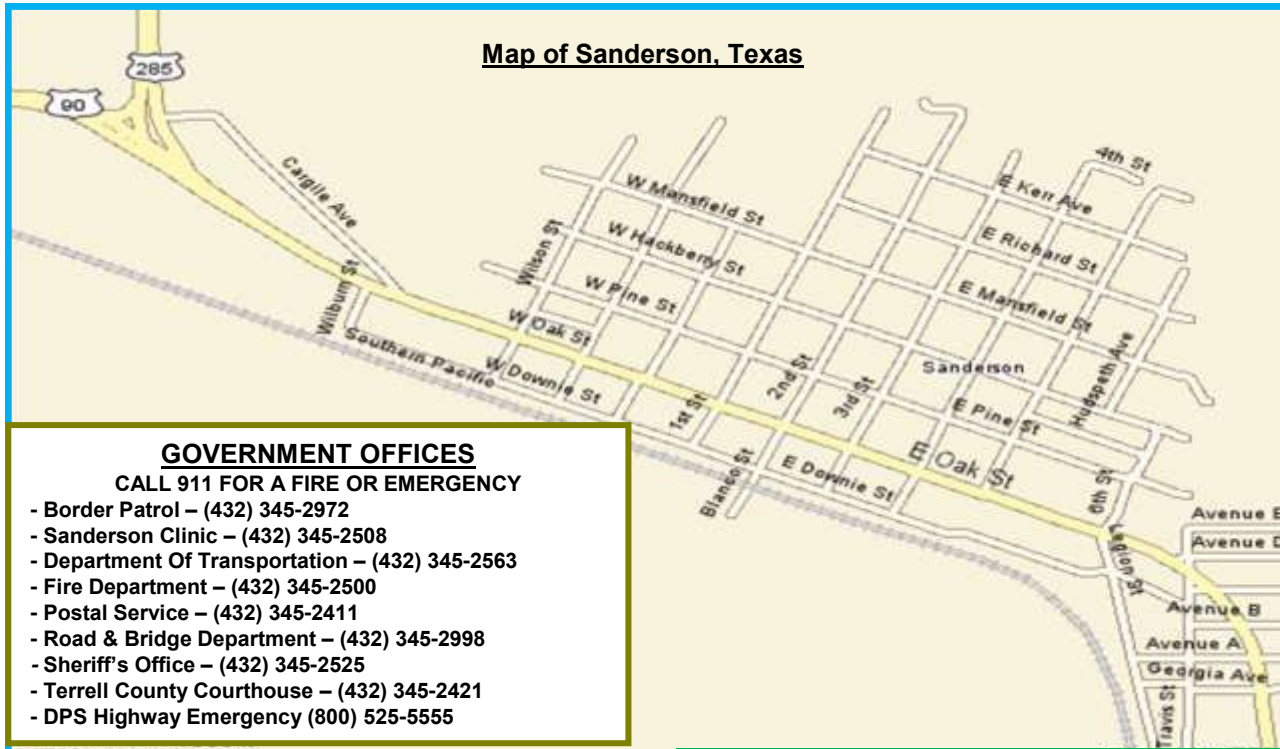 Map of Sanderson, Texas
285
90
Cargile Ave
4th St
W Mansfield St
E Kerr Ave
W Hackberry St
E Richard St
Wilson St
W Pine St
E Mansfield St
Wilburn St
W Oak St
Southern Pacific
W Downie St
Sanderson
Hudspeth Ave
1st St
2nd St
3rd St
E Pine St
E Oak St
E Downie St
Blanco St
6th St
Legion St
Avenue E
Avenue D
Avenue B
Avenue A
Georgia Ave
Travis St
GOVERNMENT OFFICES
CALL 911 FOR A FIRE OR EMERGENCY
- Border Patrol – (432) 345-2972
- Sanderson Clinic – (432) 345-2508
- Department Of Transportation – (432) 345-2563
- Fire Department – (432) 345-2500
- Postal Service – (432) 345-2411
- Road & Bridge Department – (432) 345-2998
- Sheriff’s Office – (432) 345-2525
- Terrell County Courthouse – (432) 345-2421
- DPS Highway Emergency (800) 525-5555